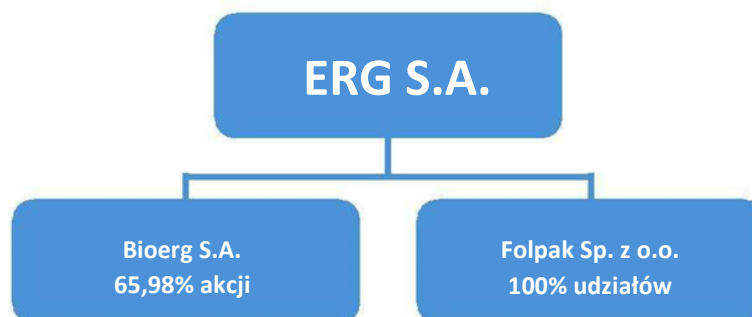 ERG S.A.
Bioerg S.A.
65,98% akcji
Folpak Sp. z o.o.
100% udziałów